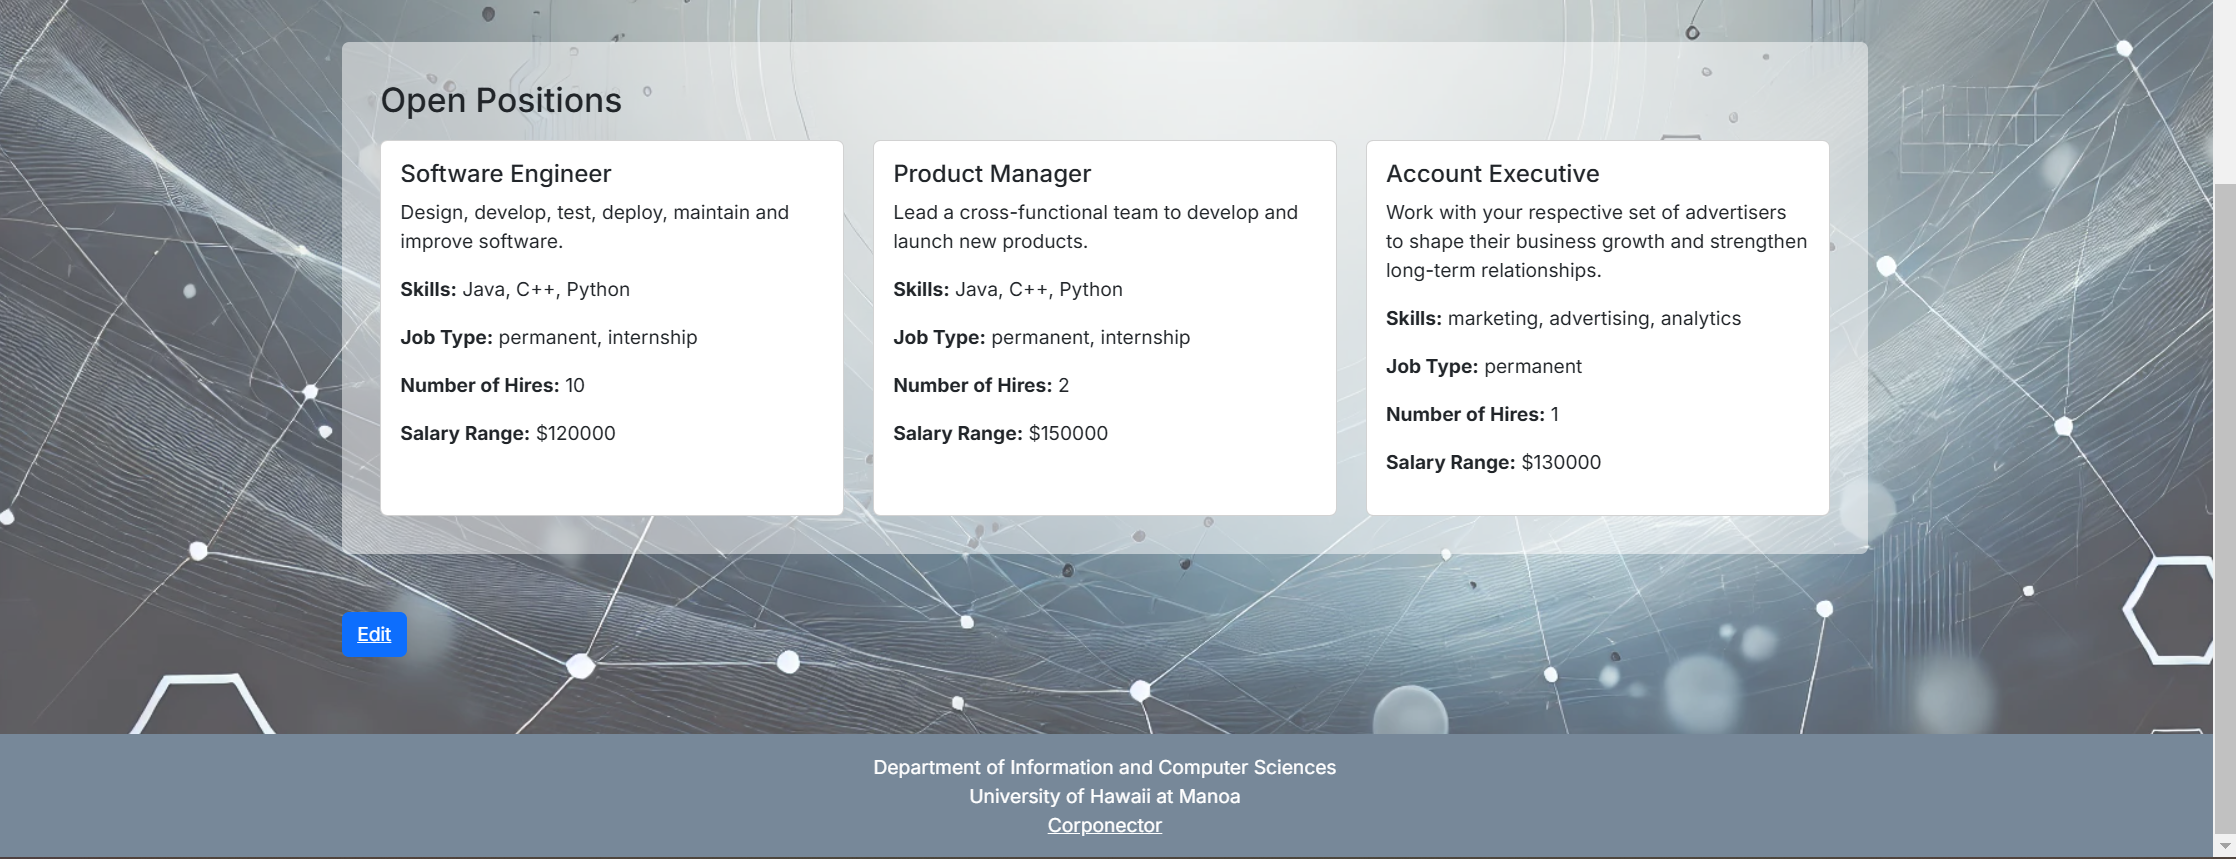 Open Positions
Software Engineer
Design, develop, test, deploy, maintain and
improve software.
Skills: Java, C++, Python
Job Type: permanent, internship
Number of Hires: 10
Salary Range: $120000
Product Manager
Lead a cross-functional team to develop and
launch new products.
Skills: Java, C++, Python
Job Type: permanent, internship
Number of Hires: 2
Salary Range: $150000
Account Executive
Work with your respective set of advertisers
to shape their business growth and strengthen
long-term relationships.
Skills: marketing, advertising, analytics
Job Type: permanent
Number of Hires: 1
Salary Range: $130000
Edit
Department of Information and Computer Sciences
University of Hawaii at Manoa
Corponector